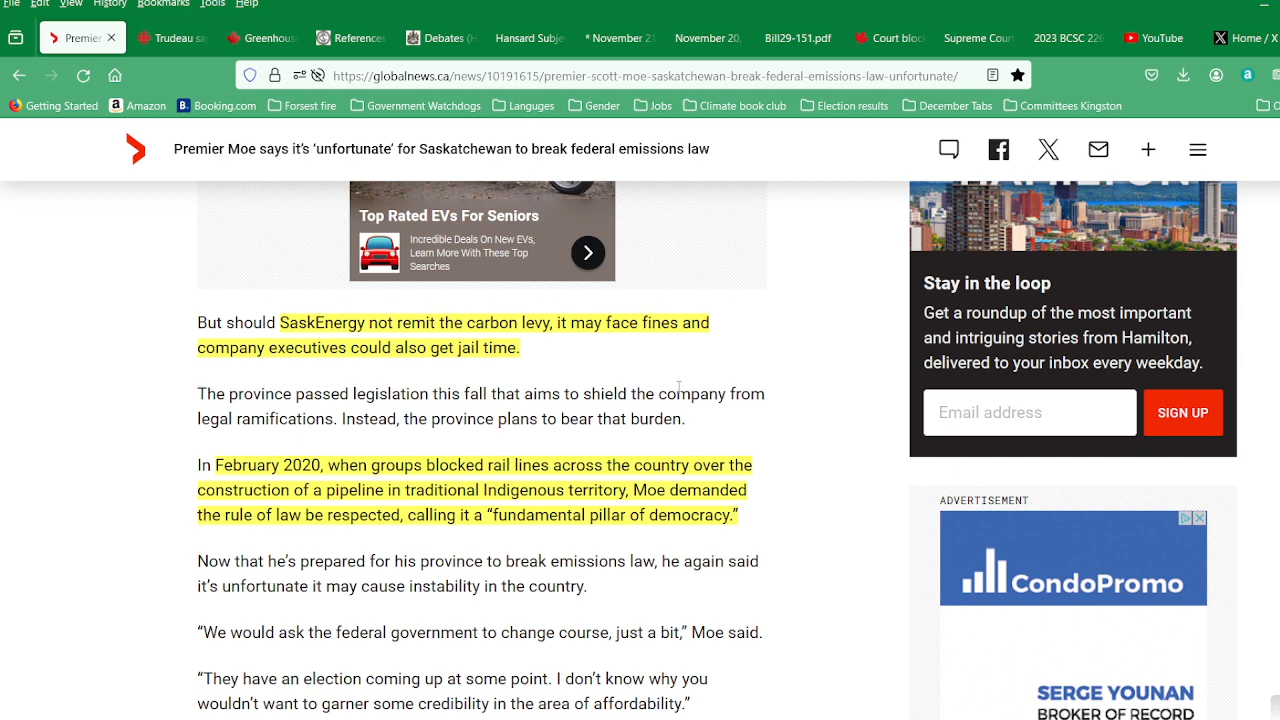 File Edit View History Bookmarks Tools Help
Premier Trudeau sa Greenhous References Debates (H Hansard Subje * November 21 November 20, Bill29-151.pdf Court bloc Supreme Cour 2023 BCSC 226 YouTube Home / X
https://globalnews.ca/news/10191615/premier-scott-moe-saskatchewan-break-federal-emissions-law-unfortunate/
Getting Started Amazon Booking.com Forsest fire Government Watchdogs Languges Gender Jobs Climate book club Election results December Tabs Committees Kingston
Premier Moe says it’s ‘unfortunate’ for Saskatchewan to break federal emissions law
Top Rated EVs For Seniors
Incredible Deals On New EVs,
Learn More With These Top
Searches
But should SaskEnergy not remit the carbon levy, it may face fines and
company executives could also get jail time.
The province passed legislation this fall that aims to shield the company from
legal ramifications. Instead, the province plans to bear that burden.
In February 2020, when groups blocked rail lines across the country over the
construction of a pipeline in traditional Indigenous territory, Moe demanded
the rule of law be respected, calling it a “fundamental pillar of democracy.”
Now that he’s prepared for his province to break emissions law, he again said
it’s unfortunate it may cause instability in the country.
“We would ask the federal government to change course, just a bit,” Moe said.
“They have an election coming up at some point. I don’t know why you
wouldn’t want to garner some credibility in the area of affordability.”
HAMILTON
Stay in the loop
Get a roundup of the most important
and intriguing stories from Hamilton,
delivered to your inbox every weekday.
Email address
SIGN UP
ADVERTISEMENT
CondoPromo
SERGE YOUNAN
BROKER OF RECORD